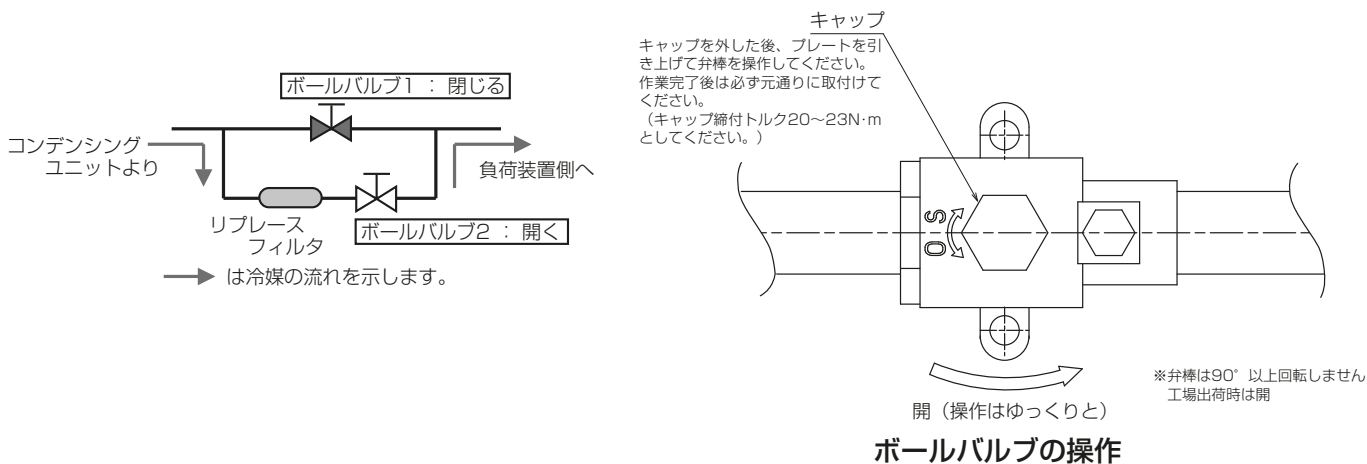 ボールバルブ1 : 閉じる
コンデンシング
ユニットより
負荷装置側へ
リプレース
フィルタ
ボールバルブ2 : 開く
は冷媒の流れを示します。
キャップ
キャップを外した後、プレートを引
き上げて弁棒を操作してください。
作業完了後は必ず元通りに取付けて
ください。
(キャップ締付トルク20~23N·m
としてください。)
S
O
開(操作はゆっくりと)
※弁棒は90°以上回転しません
工場出荷時は開
ボールバルブの操作